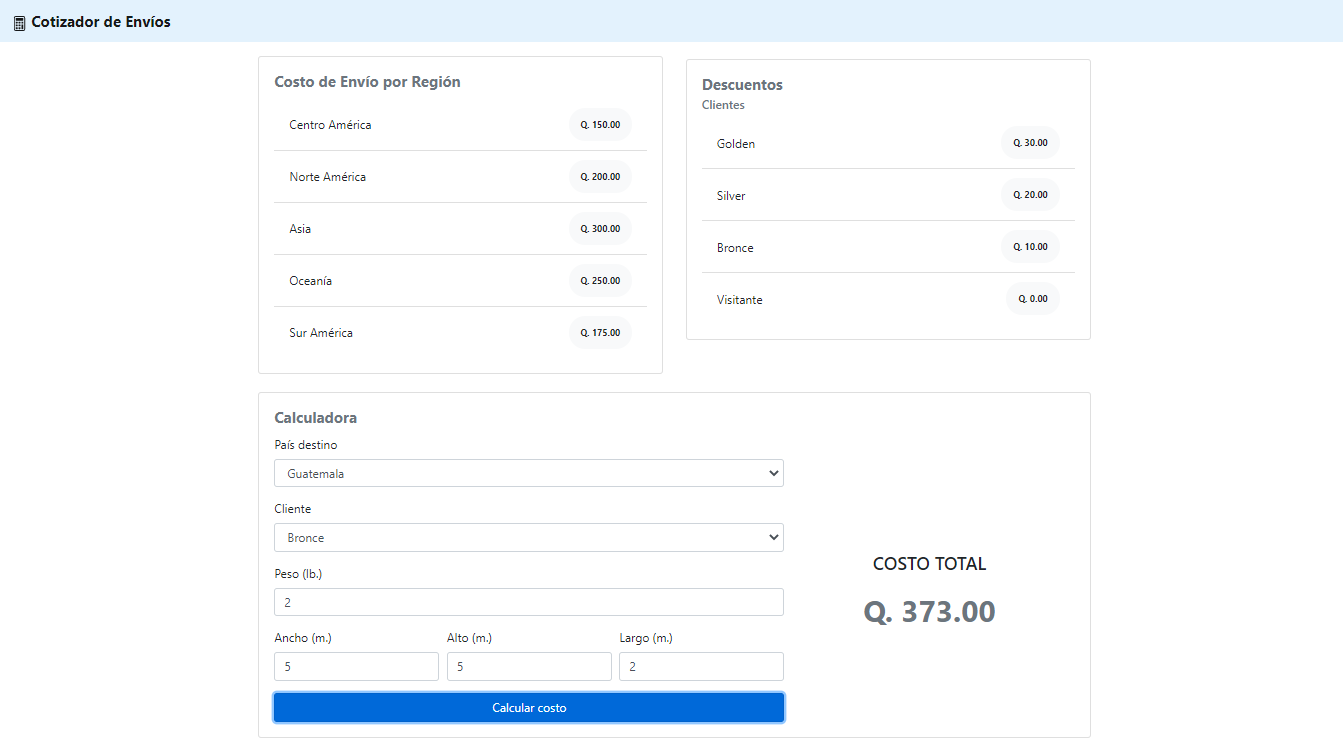 Cotizador de Envíos
Costo de Envío por Región
Centro América Q. 150.00
Norte América Q. 200.00
Asia Q. 300.00
Oceanía Q. 250.00
Sur América Q. 175.00
Descuentos
Clientes
Golden Q. 30.00
Silver Q. 20.00
Bronce Q. 10.00
Visitante Q. 0.00
Calculadora
País destino
Guatemala
Cliente
Bronce
Peso (lb.)
2
Ancho (m.) Alto (m.) Largo (m.)
5 5 2
Calcular costo
COSTO TOTAL
Q. 373.00